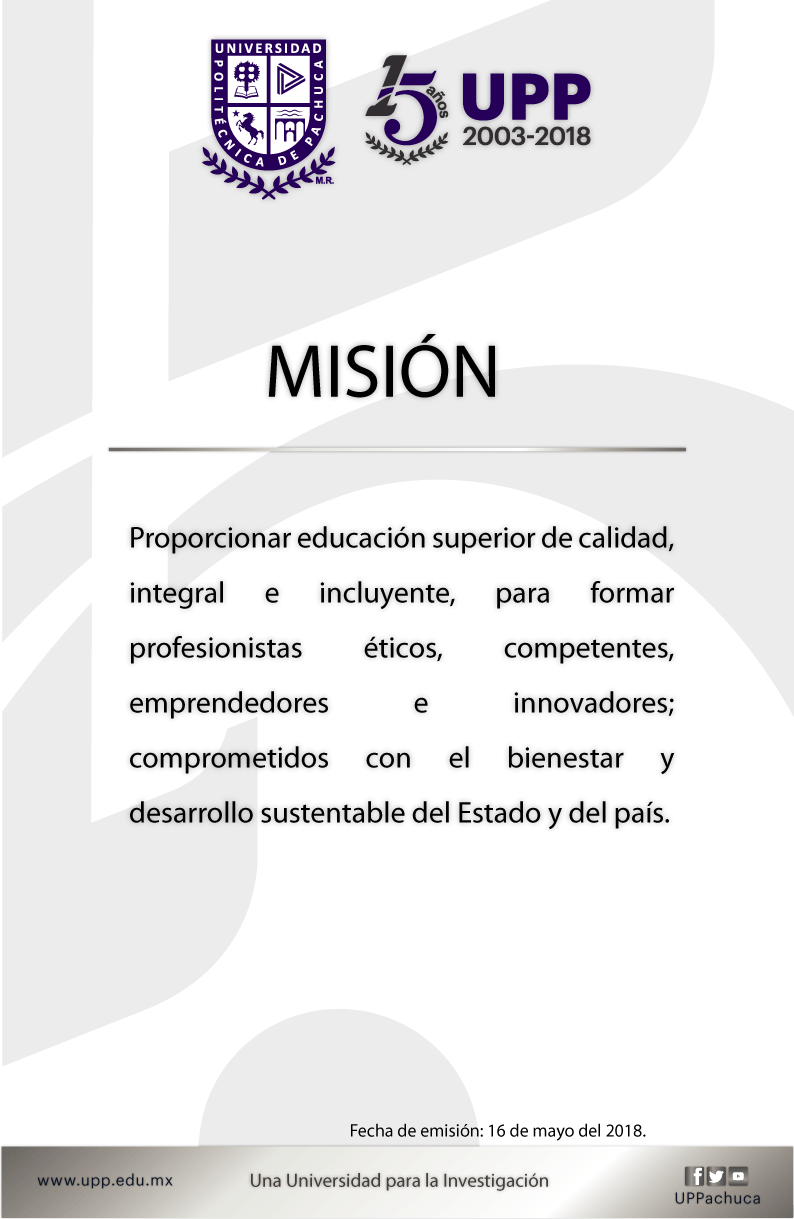 UNIVERSIDAD
POLITÉCNICA DE PACHUCA
M.R.
15 años
UPP
2003-2018
MISIÓN
Proporcionar educación superior de calidad,
integral e incluyente, para formar
profesionistas éticos, competentes,
emprendedores e innovadores;
comprometidos con el bienestar y
desarrollo sustentable del Estado y del país.
Fecha de emisión: 16 de mayo del 2018.
www.upp.edu.mx
Una Universidad para la Investigación
UPPachuca